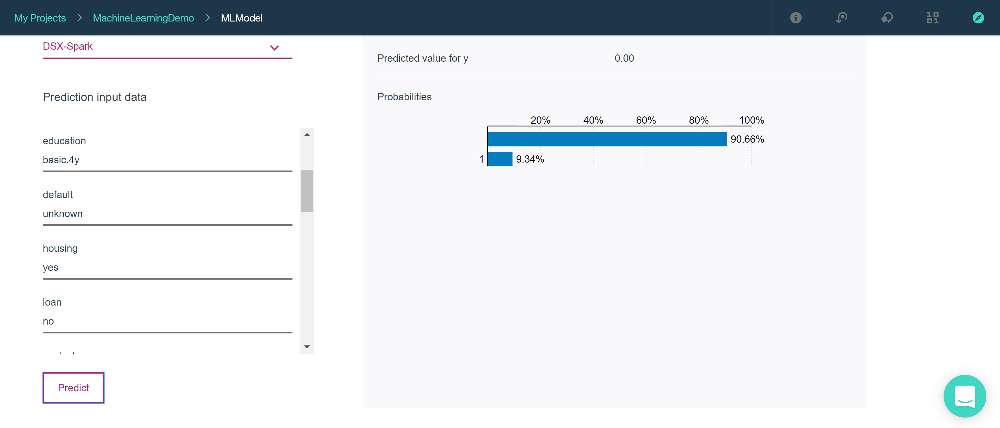 My Projects > MachineLearningDemo > MLModel
DSX-Spark
Prediction input data
education
basic.4y
default
unknown
housing
yes
loan
no
contact
Predict
Predicted value for y 0.00
Probabilities
20% 40% 60% 80% 100%
90.66%
1 9.34%